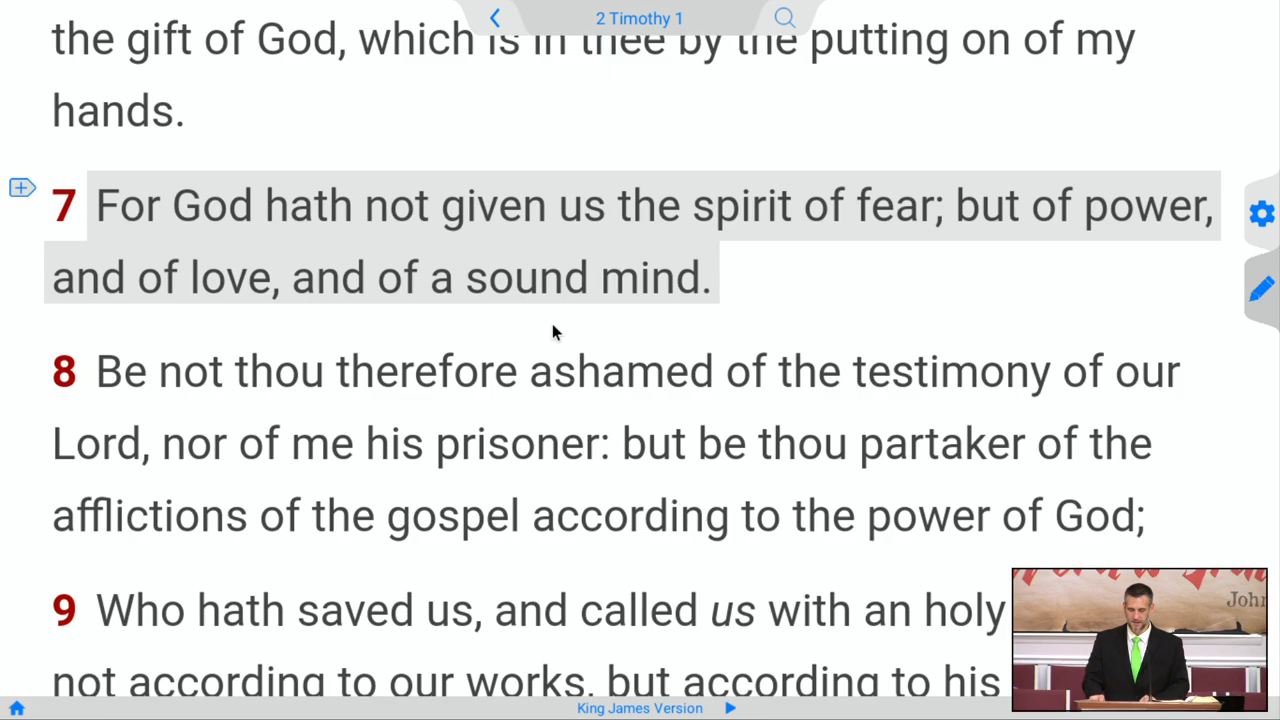 2 Timothy 1
the gift of God, which is in thee by the putting on of my
hands.
7 For God hath not given us the spirit of fear; but of power,
and of love, and of a sound mind.
8 Be not thou therefore ashamed of the testimony of our
Lord, nor of me his prisoner: but be thou partaker of the
afflictions of the gospel according to the power of God;
9 Who hath saved us, and called us with an holy
not according to our works, but according to his
John
King James Version